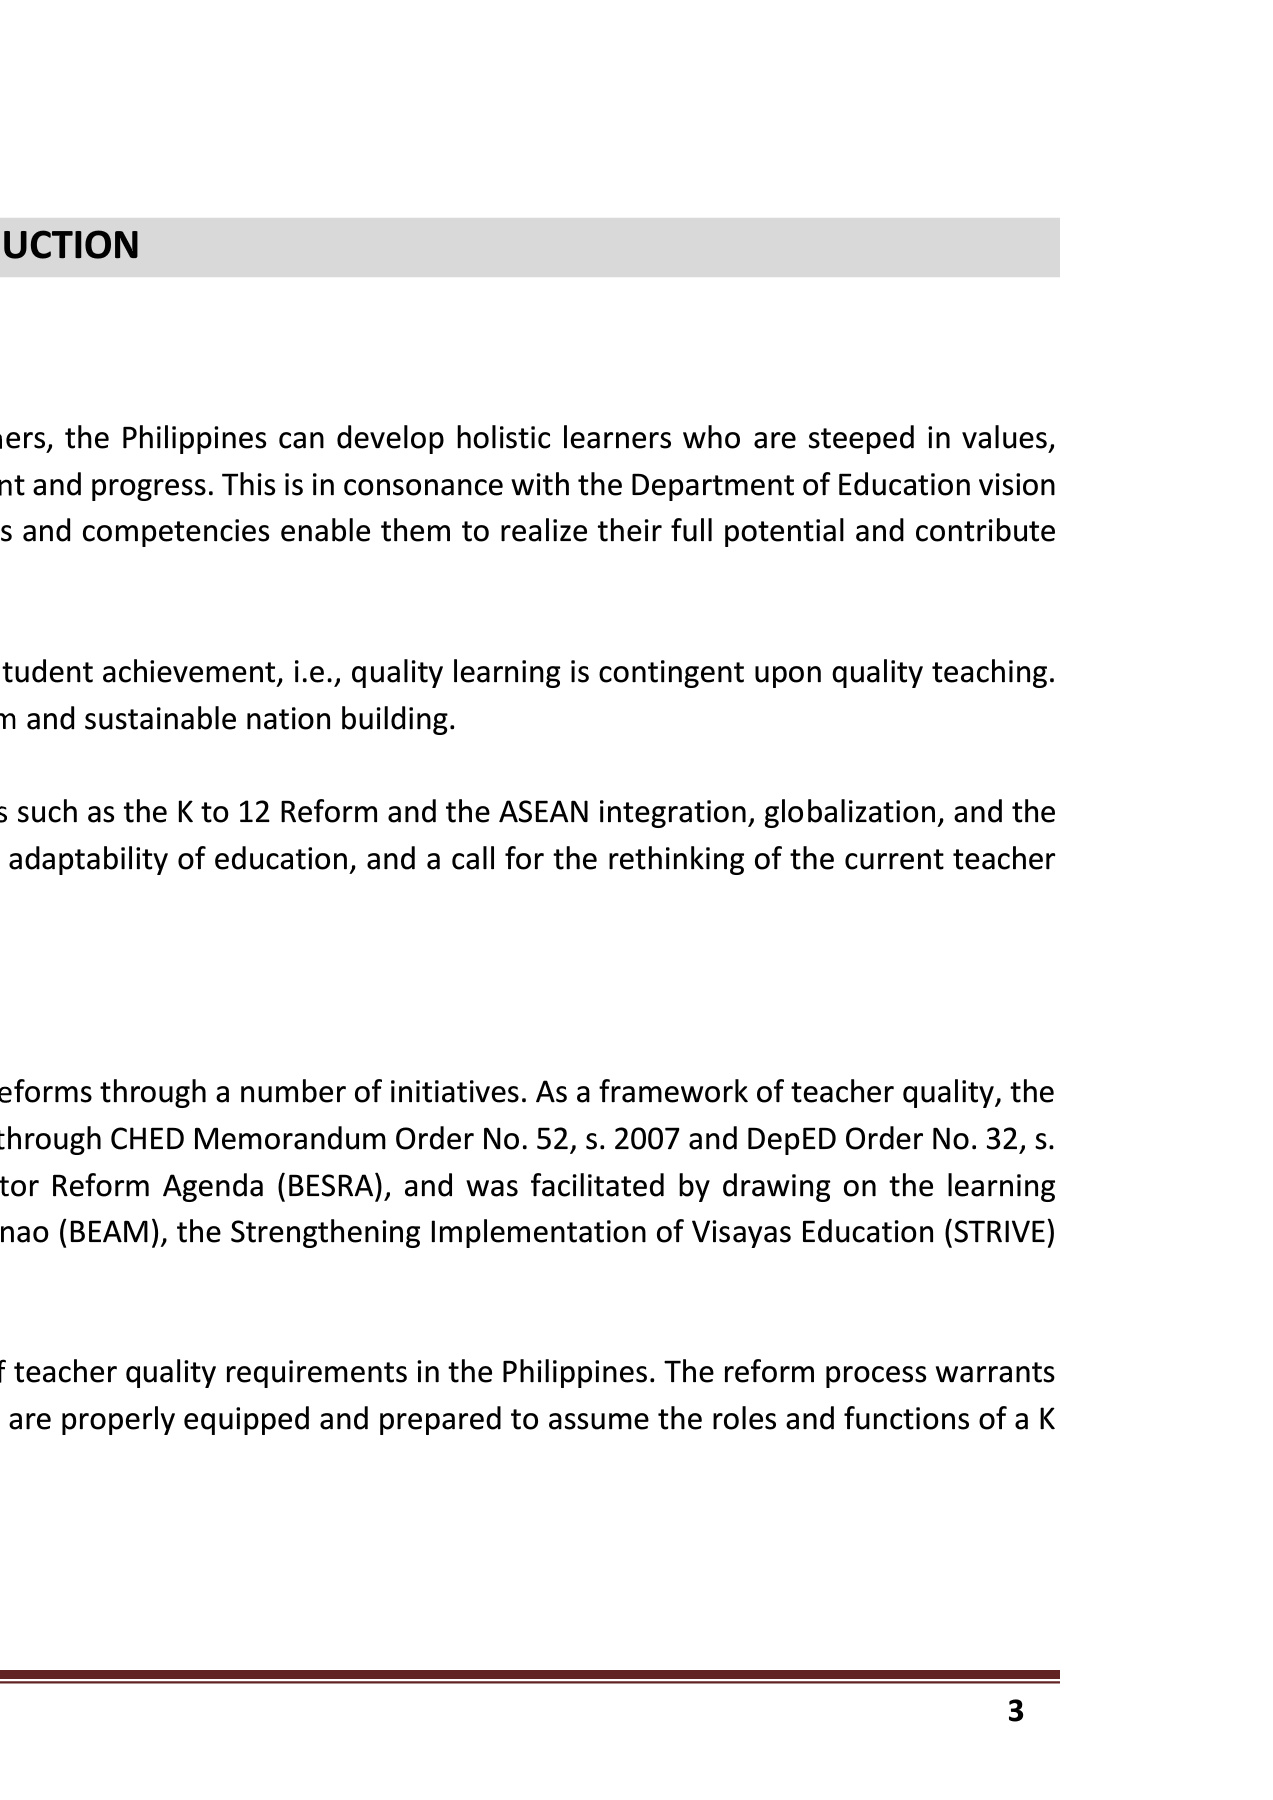 UCTION
the Philippines can develop holistic learners who are steeped in values,
and progress. This is in consonance with the Department of Education vision
s and competencies enable them to realize their full potential and contribute
tudent achievement, i.e., quality learning is contingent upon quality teaching.
m and sustainable nation building.
s such as the K to 12 Reform and the ASEAN integration, globalization, and the
adaptability of education, and a call for the rethinking of the current teacher
eforms through a number of initiatives. As a framework of teacher quality, the
through CHED Memorandum Order No. 52, s. 2007 and DepED Order No. 32, s.
tor Reform Agenda (BESRA), and was facilitated by drawing on the learning
nao (BEAM), the Strengthening Implementation of Visayas Education (STRIVE)
f teacher quality requirements in the Philippines. The reform process warrants
are properly equipped and prepared to assume the roles and functions of a K
3